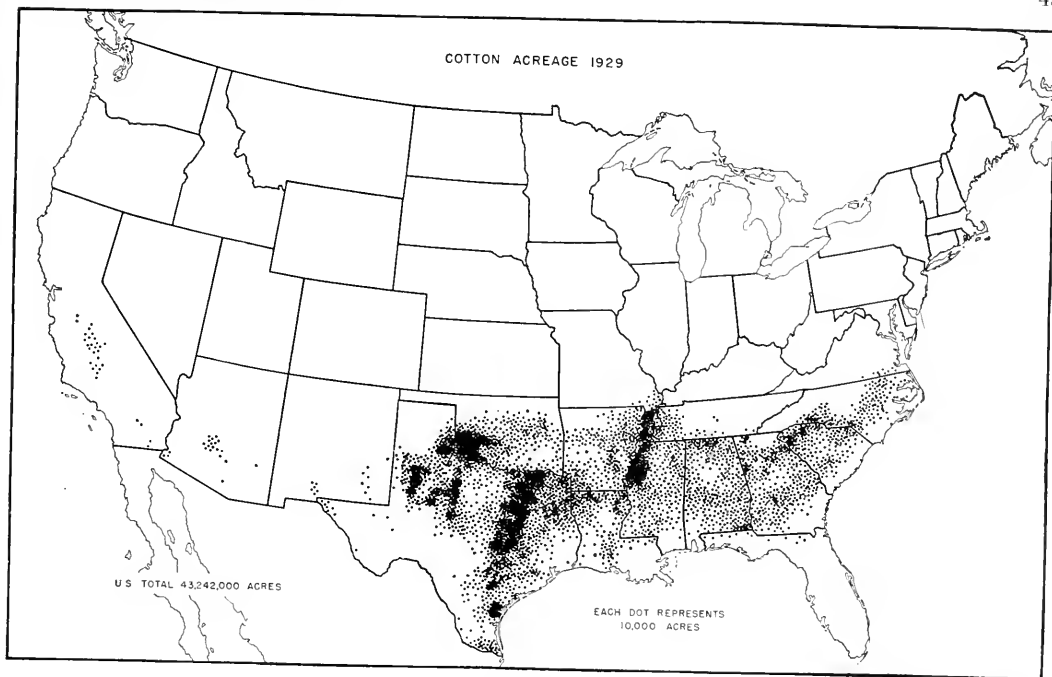 COTTON ACREAGE 1929
U S TOTAL 43,242,000 ACRES
EACH DOT REPRESENTS
10,000 ACRES